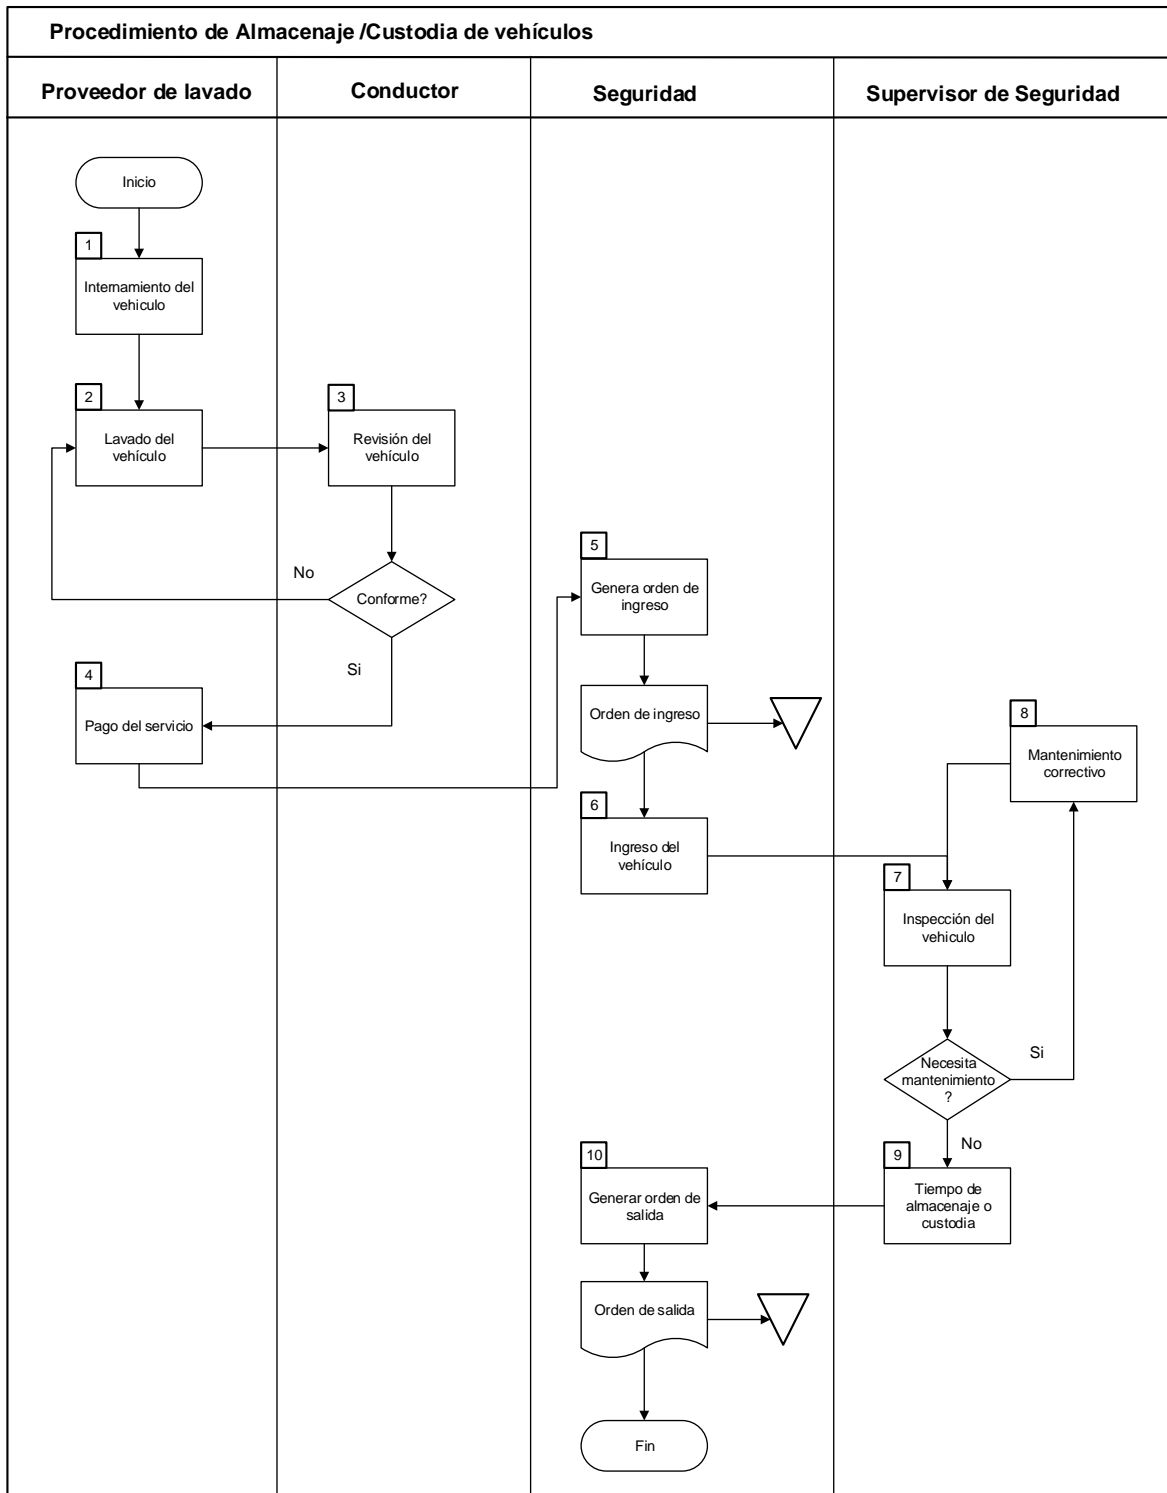 Procedimiento de Almacenaje /Custodia de vehículos
Proveedor de lavado
Conductor
Seguridad
Supervisor de Seguridad
Inicio
1
Internamiento del
vehiculo
2
Lavado del
vehículo
3
Revisión del
vehículo
No
Conforme?
Si
4
Pago del servicio
5
Genera orden de
ingreso
Orden de ingreso
6
Ingreso del
vehículo
8
Mantenimiento
correctivo
7
Inspección del
vehiculo
Necesita
mantenimiento
?
Si
No
9
Tiempo de
almacenaje o
custodia
10
Generar orden de
salida
Orden de salida
Fin